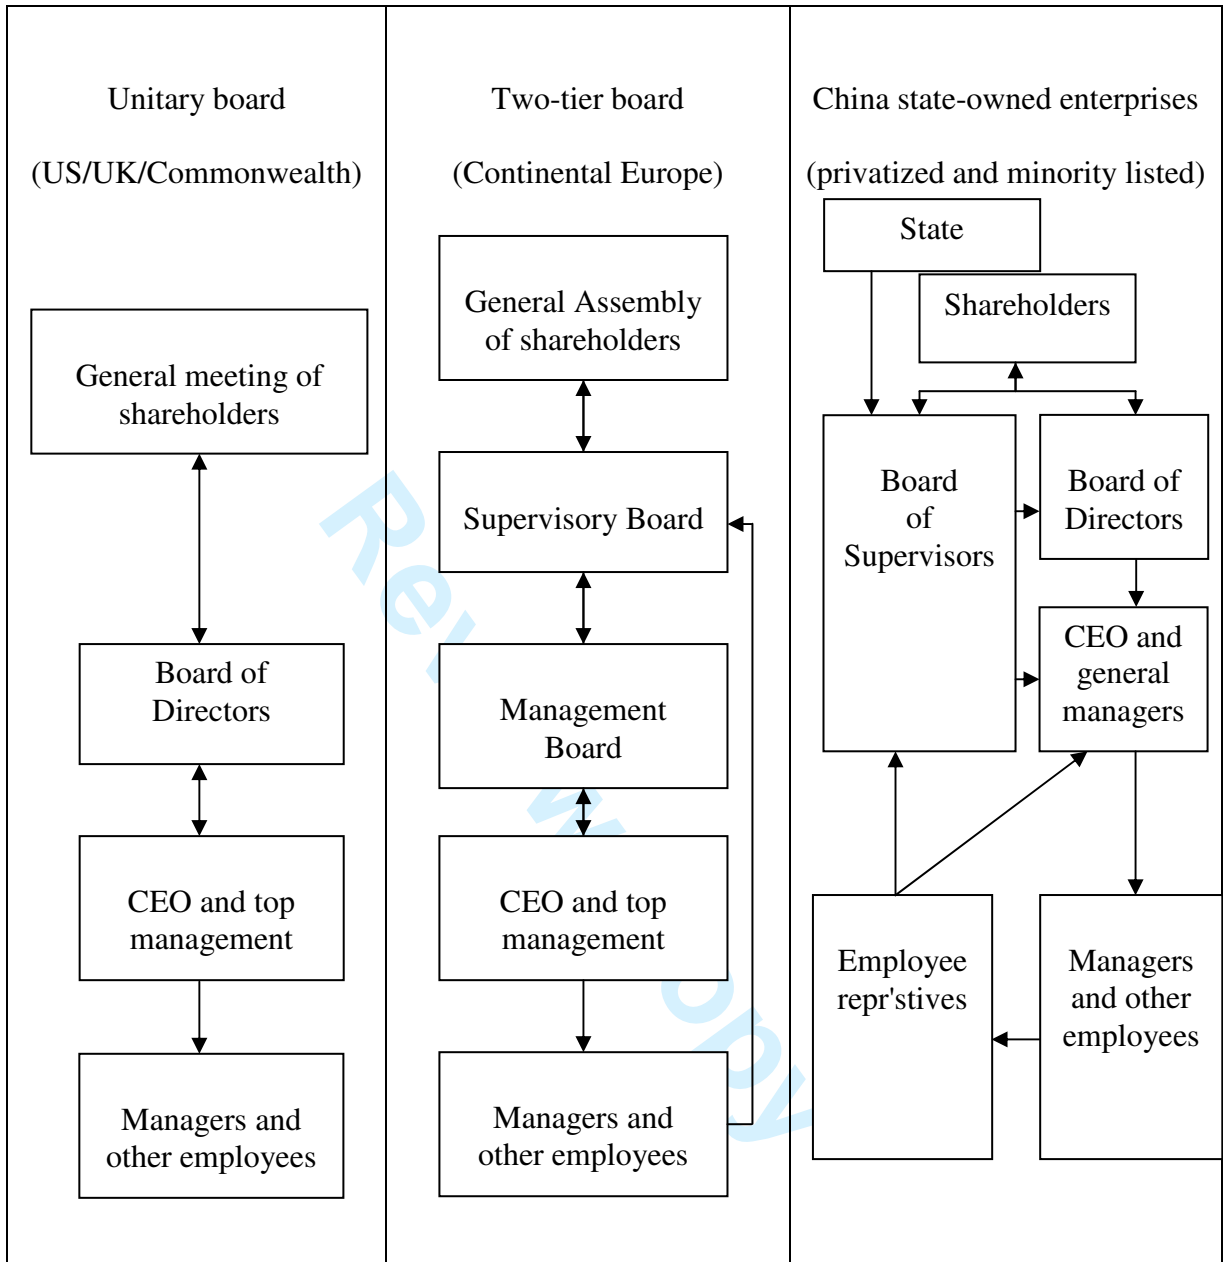 Unitary board
(US/UK/Commonwealth)
General meeting of
shareholders
Board of
Directors
CEO and top
management
Managers and
other employees
Two-tier board
(Continental Europe)
General Assembly
of shareholders
Supervisory Board
Management
Board
CEO and top
management
Managers and
other employees
China state-owned enterprises
(privatized and minority listed)
State
Shareholders
Board
of
Supervisors
Board of
Directors
CEO and
general
managers
Employee
repr'stives
Managers
and other
employees